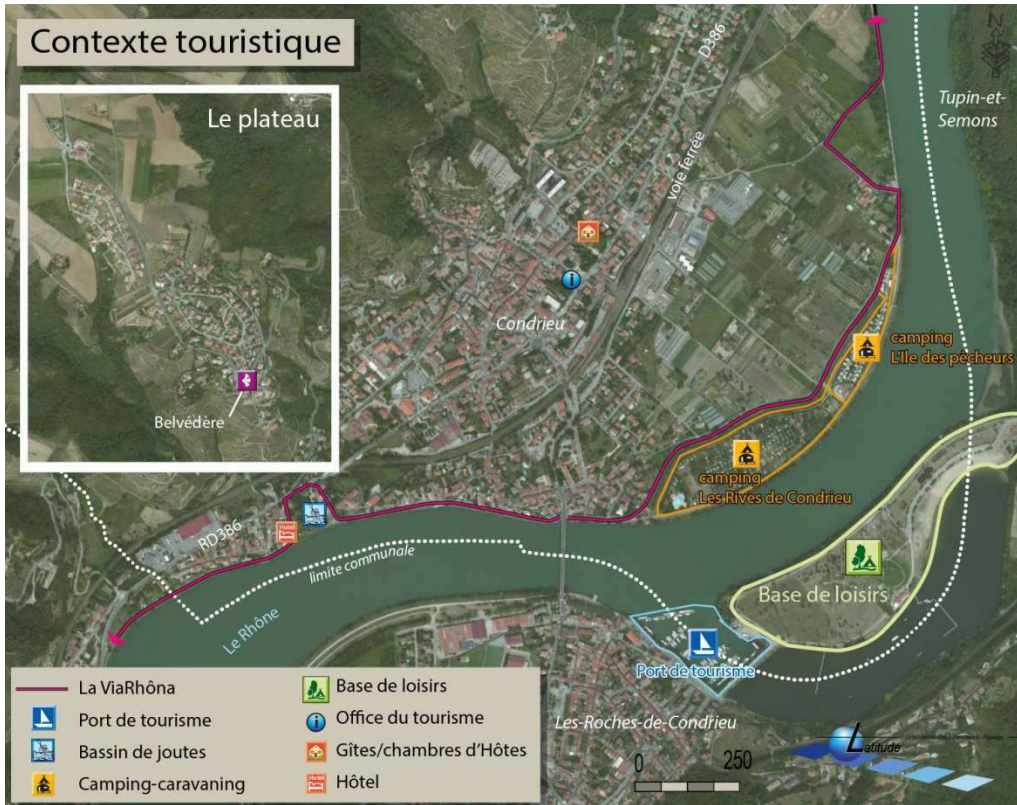 Contexte touristique
Le plateau
Belvédère
D386
voie ferrée
N
Tupin-et-
Semons
Condrieu
camping
L'Ile des pêcheurs
camping
Les Rives de Condrieu
RD386
Hotel
limite communale
Le Rhône
Base de loisirs
Port de tourisme
Les-Roches-de-Condrieu
La ViaRhôna
Port de tourisme
Bassin de joutes
Camping-caravaning
Base de loisirs
Office du tourisme
Gîtes/chambres d'Hôtes
Hotel
Hôtel
0 250
Latitude